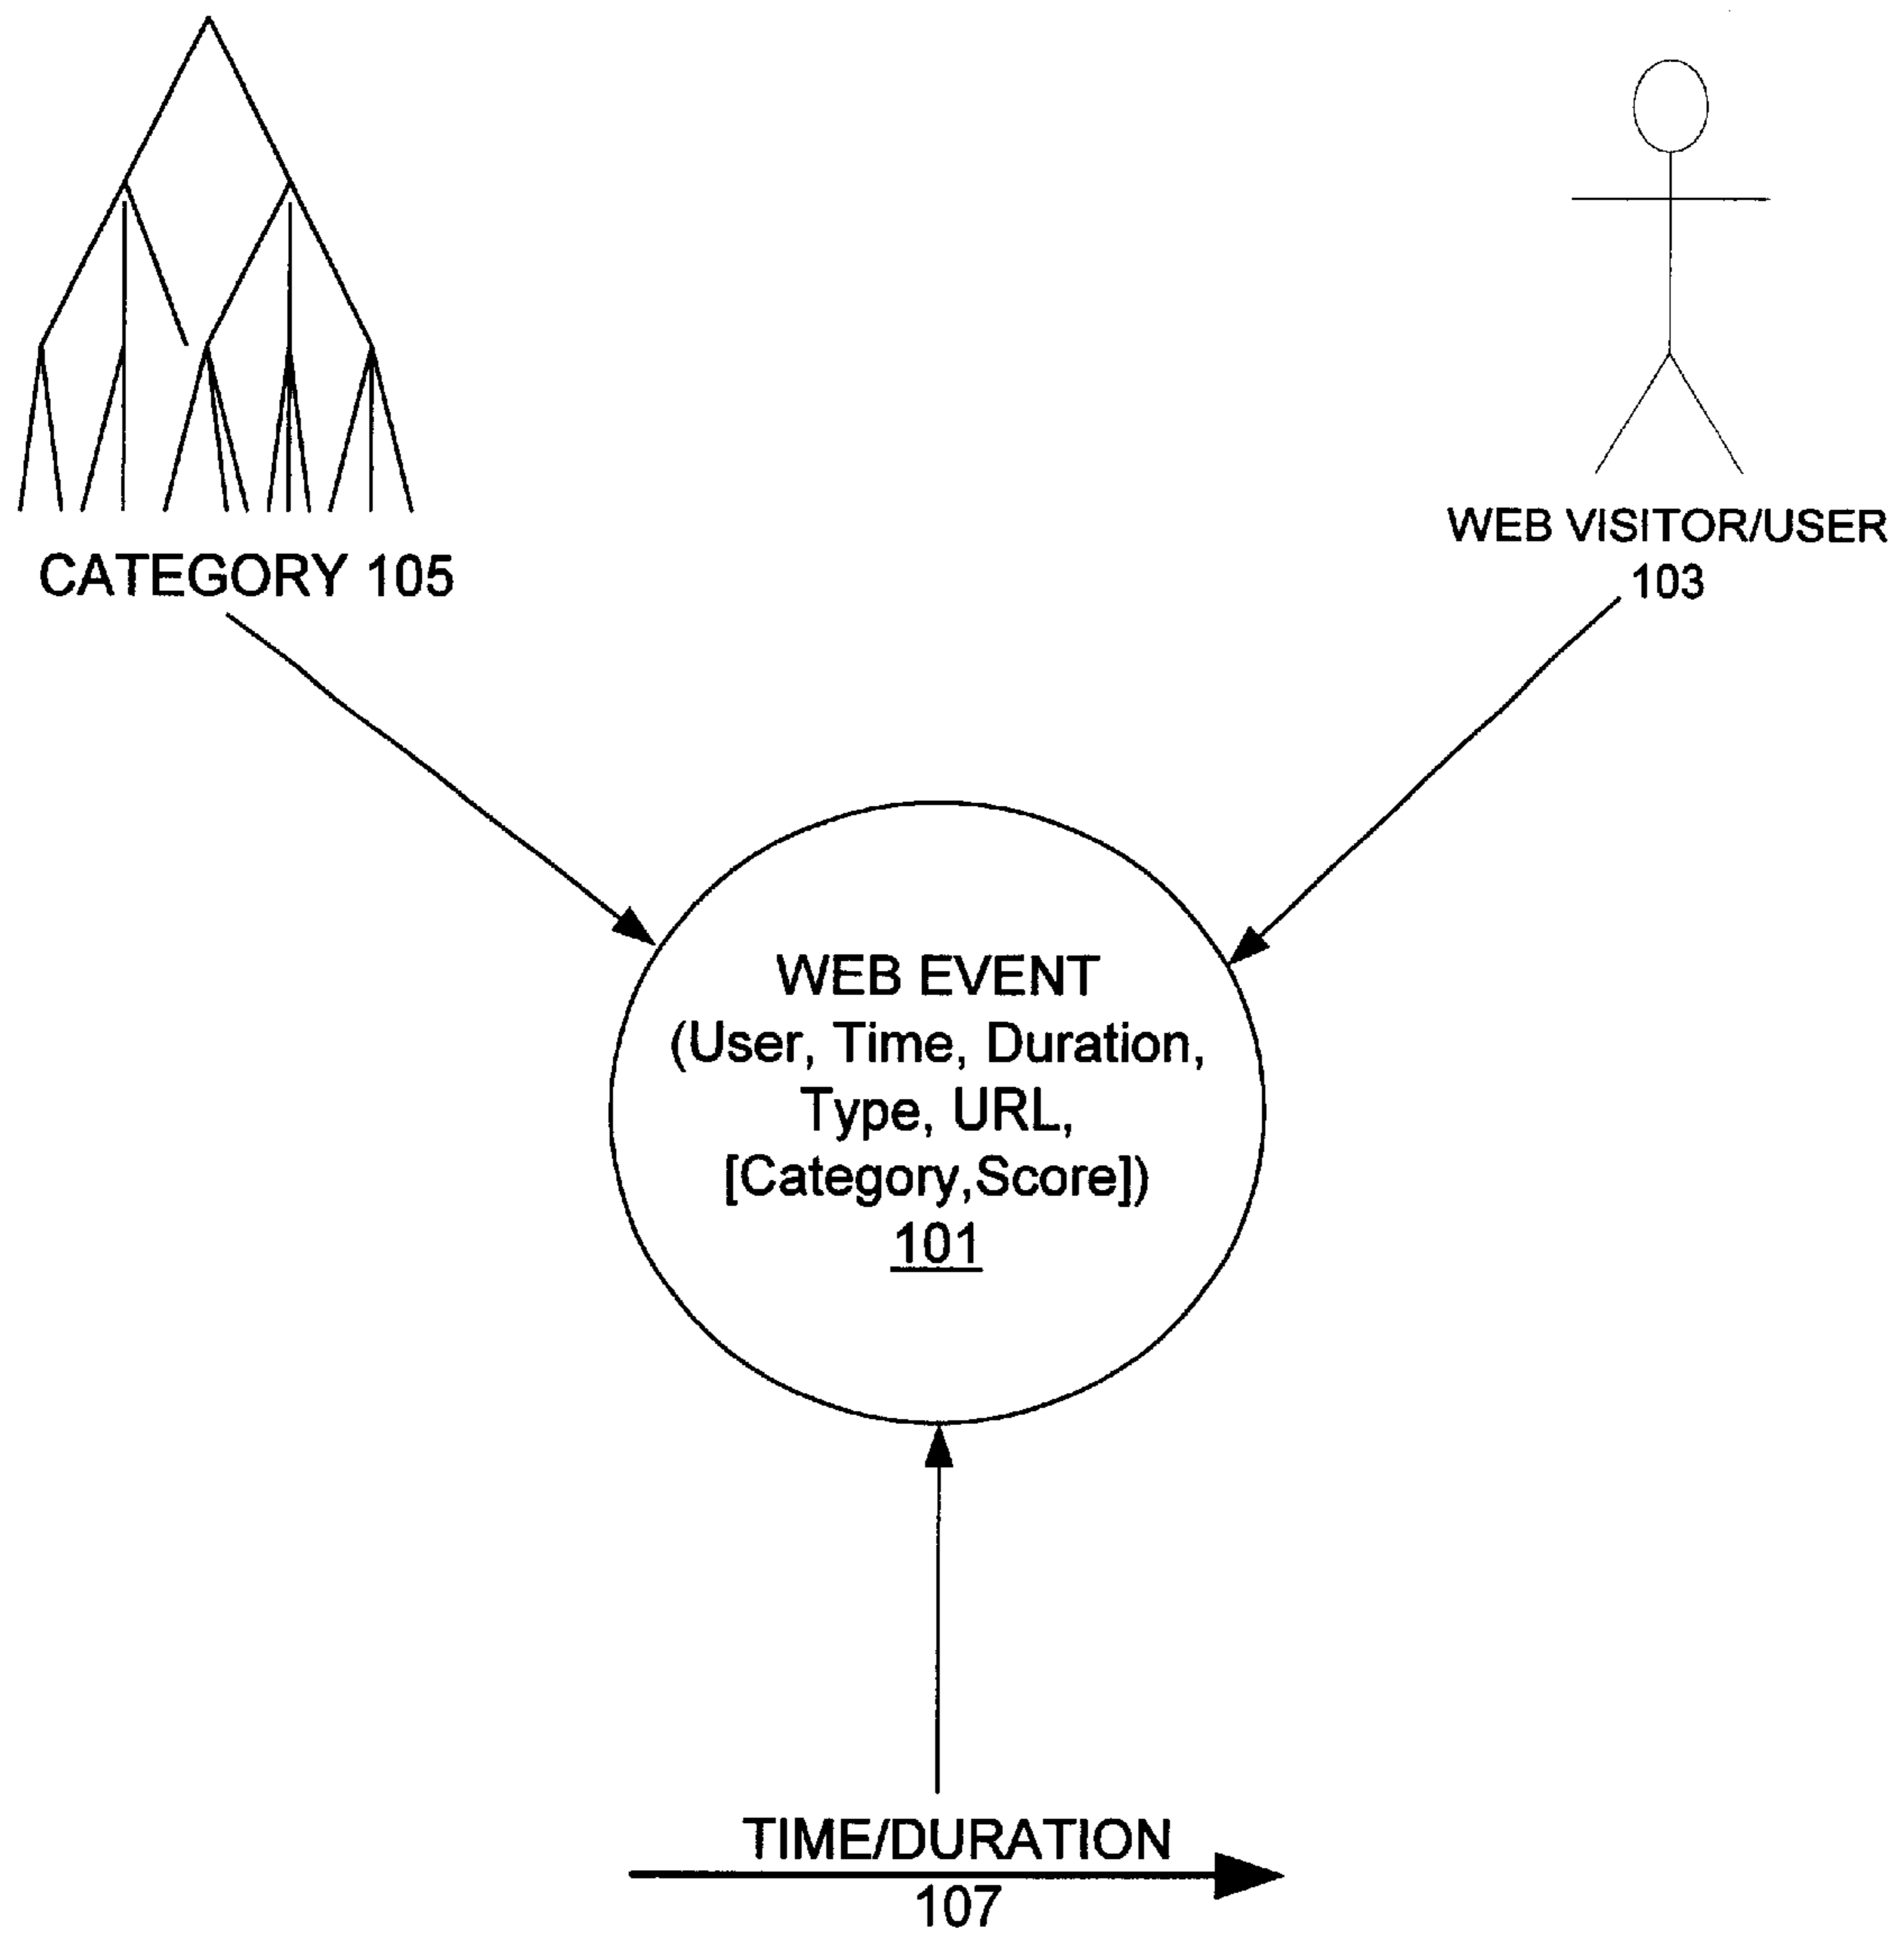 CATEGORY 105
WEB VISITOR/USER
103
WEB EVENT
(User, Time, Duration,
Type, URL,
[Category,Score])
101
TIME/DURATION
107